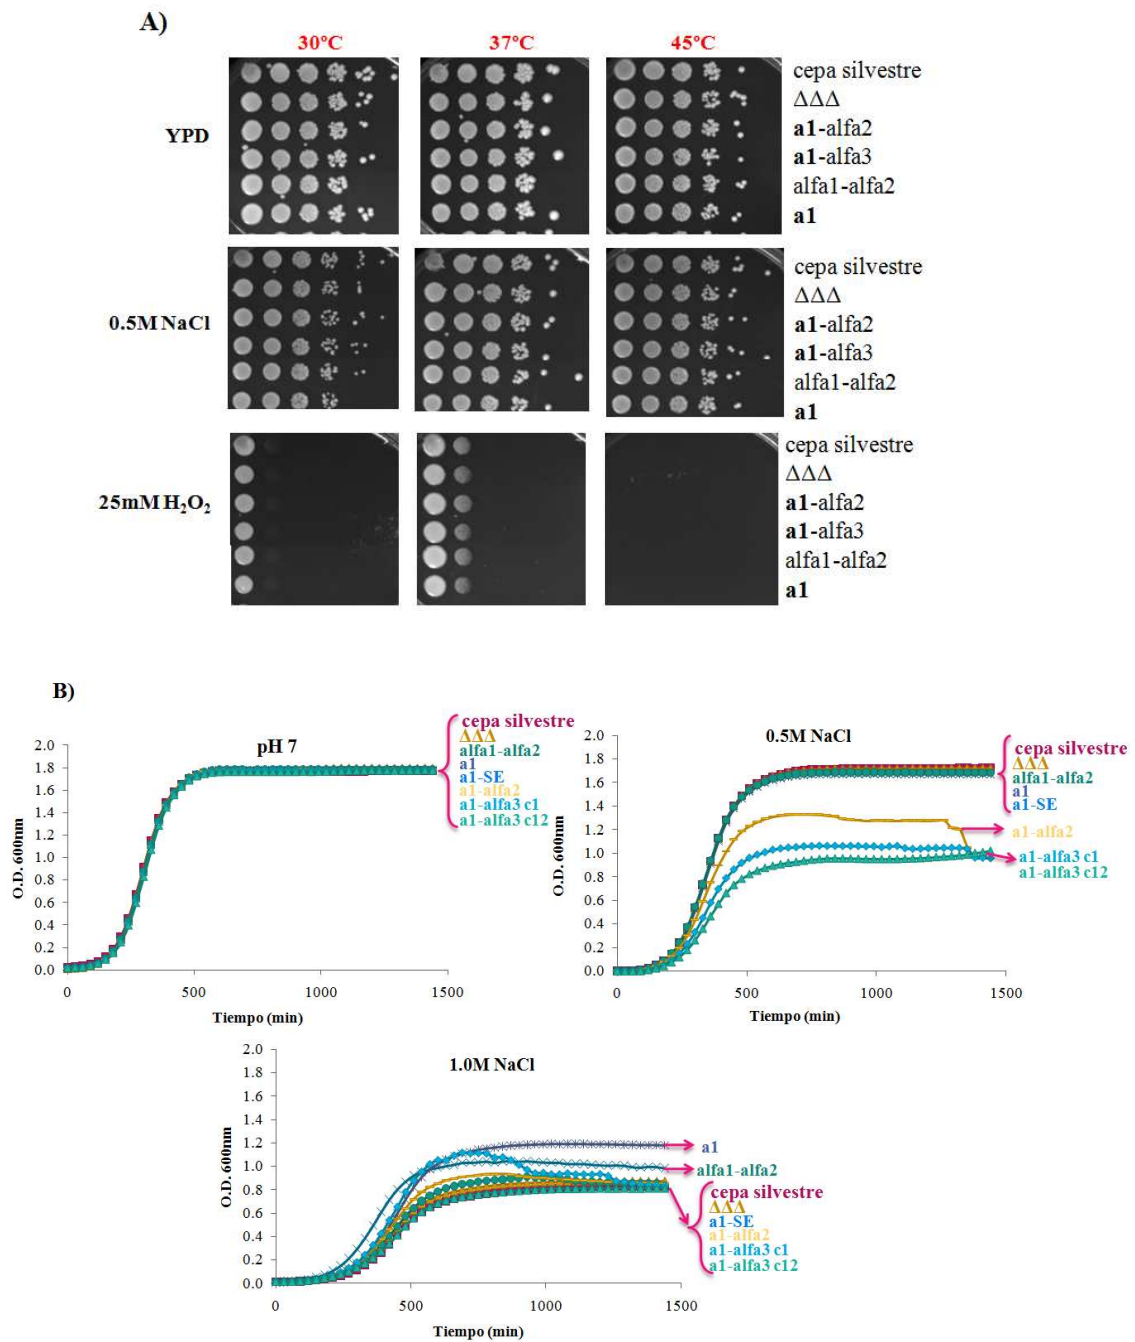 A)
30°C 37°C 45°C
YPD
cepa silvestre
ΔΔΔ
a1-alfa2
a1-alfa3
alfa1-alfa2
a1
0.5M NaCl
cepa silvestre
ΔΔΔ
a1-alfa2
a1-alfa3
alfa1-alfa2
a1
25mM H₂O₂
cepa silvestre
ΔΔΔ
a1-alfa2
a1-alfa3
alfa1-alfa2
a1
B)
pH 7
O.D. 600nm
2.0
1.8
1.6
1.4
1.2
1.0
0.8
0.6
0.4
0.2
0.0
0 500 1000 1500
Tiempo (min)
cepa silvestre
ΔΔΔ
alfa1-alfa2
a1
a1-SE
a1-alfa2
a1-alfa3 c1
a1-alfa3 c12
0.5M NaCl
O.D. 600nm
2.0
1.8
1.6
1.4
1.2
1.0
0.8
0.6
0.4
0.2
0.0
0 500 1000 1500
Tiempo (min)
cepa silvestre
ΔΔΔ
alfa1-alfa2
a1
a1-SE
a1-alfa2
a1-alfa3 c1
a1-alfa3 c12
1.0M NaCl
O.D. 600nm
2.0
1.8
1.6
1.4
1.2
1.0
0.8
0.6
0.4
0.2
0.0
0 500 1000 1500
Tiempo (min)
a1
alfa1-alfa2
cepa silvestre
ΔΔΔ
a1-SE
a1-alfa2
a1-alfa3 c1
a1-alfa3 c12